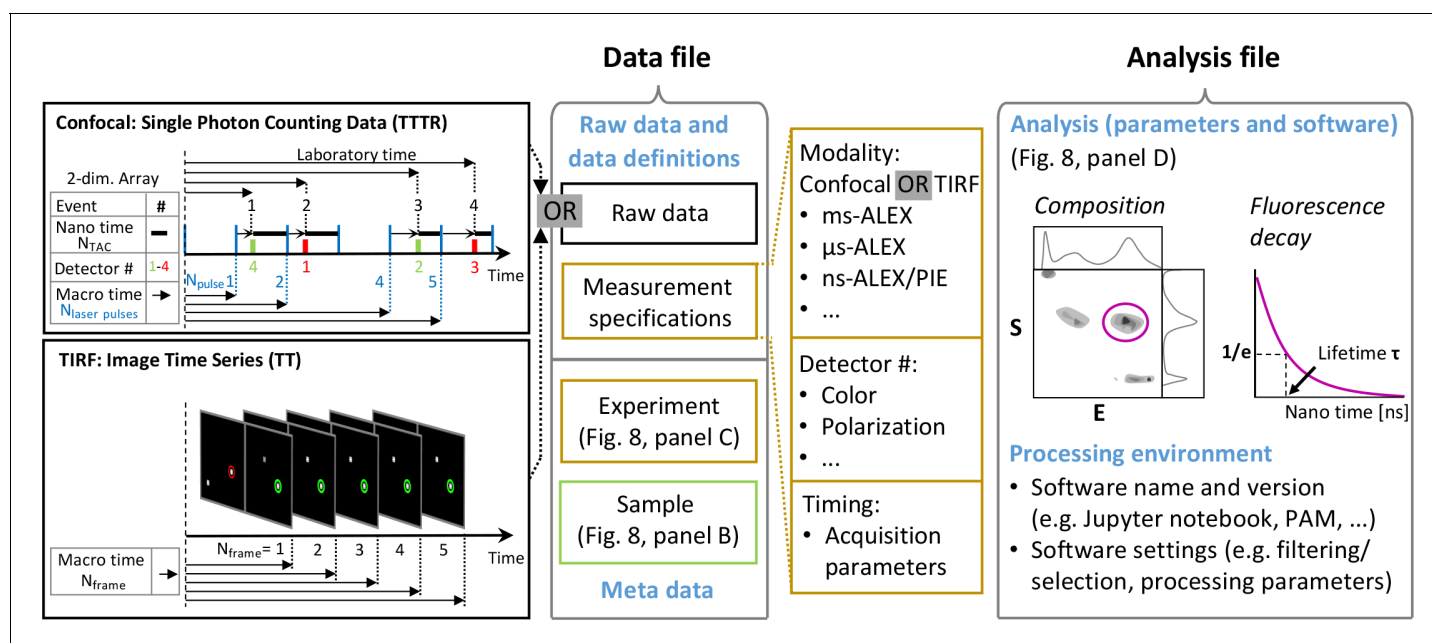 Data file
Analysis file
Confocal: Single Photon Counting Data (TTTR)
Laboratory time
2-dim. Array
Event #
Nano time
N_TAC
Detector # 1-4
Macro time
N_laser pulses
1 2 3 4
4 1 2 3
Time
N_pulse 1 2 4 5
TIRF: Image Time Series (TT)
Time
N_frame= 1 2 3 4 5
Macro time
N_frame
OR
Raw data and
data definitions
Raw data
Measurement
specifications
Experiment
(Fig. 8, panel C)
Sample
(Fig. 8, panel B)
Meta data
Modality:
Confocal OR TIRF
• ms-ALEX
• µs-ALEX
• ns-ALEX/PIE
• ...
Detector #:
• Color
• Polarization
• ...
Timing:
• Acquisition
parameters
Analysis (parameters and software)
(Fig. 8, panel D)
Composition
S
E
Fluorescence
decay
1/e
Lifetime τ
Nano time [ns]
Processing environment
• Software name and version
(e.g. Jupyter notebook, PAM, ...)
• Software settings (e.g. filtering/
selection, processing parameters)